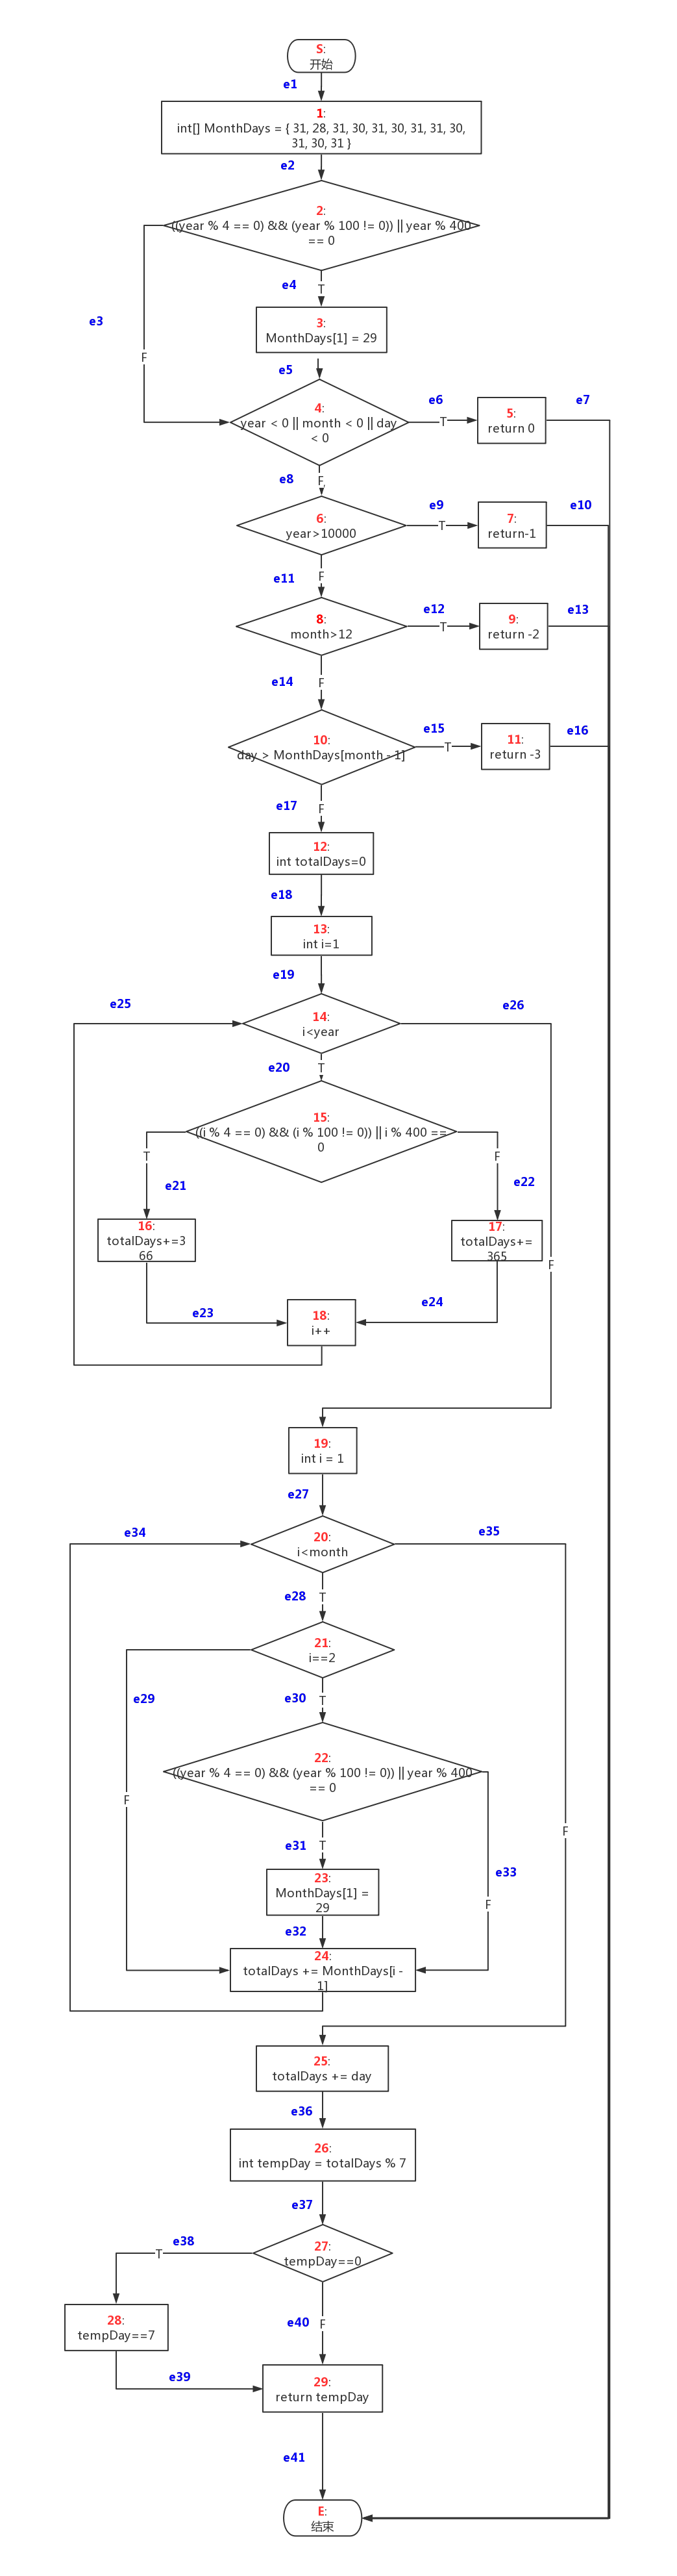 S:
开始
e1
1:
int[] MonthDays = { 31, 28, 31, 30, 31, 30, 31, 31, 30,
31, 30, 31 }
e2
2:
((year % 4 == 0) && (year % 100 != 0)) || year % 400
== 0
e4
T
e3
F
3:
MonthDays[1] = 29
e5
4:
year < 0 || month < 0 || day
< 0
e6
T
5:
return 0
e7
e8
F,
6:
year>10000
e9
T
7:
return-1
e10
e11
F
8:
month>12
e12
T
9:
return -2
e13
e14
F
10:
day > MonthDays[month - 1]
e15
T
11:
return -3
e16
e17
F
12:
int totalDays=0
e18
13:
int i=1
e19
e25
14:
i<year
e26
e20
T
15:
((i % 4 == 0) && (i % 100 != 0)) || i % 400 ==
0
T
F
e21
e22
16:
totalDays+=3
66
17:
totalDays+=
365
F
e23
e24
18:
i++
19:
int i = 1
e27
e34
20:
i<month
e35
e28
T
21:
i==2
e29
e30
T
22:
((year % 4 == 0) && (year % 100 != 0)) || year % 400
== 0
F
F
e31
T
e33
23:
MonthDays[1] =
29
F
e32
24:
totalDays += MonthDays[i -
1]
25:
totalDays += day
e36
26:
int tempDay = totalDays % 7
e37
27:
tempDay==0
e38
T
28:
tempDay==7
e40
F
e39
29:
return tempDay
e41
E:
结束